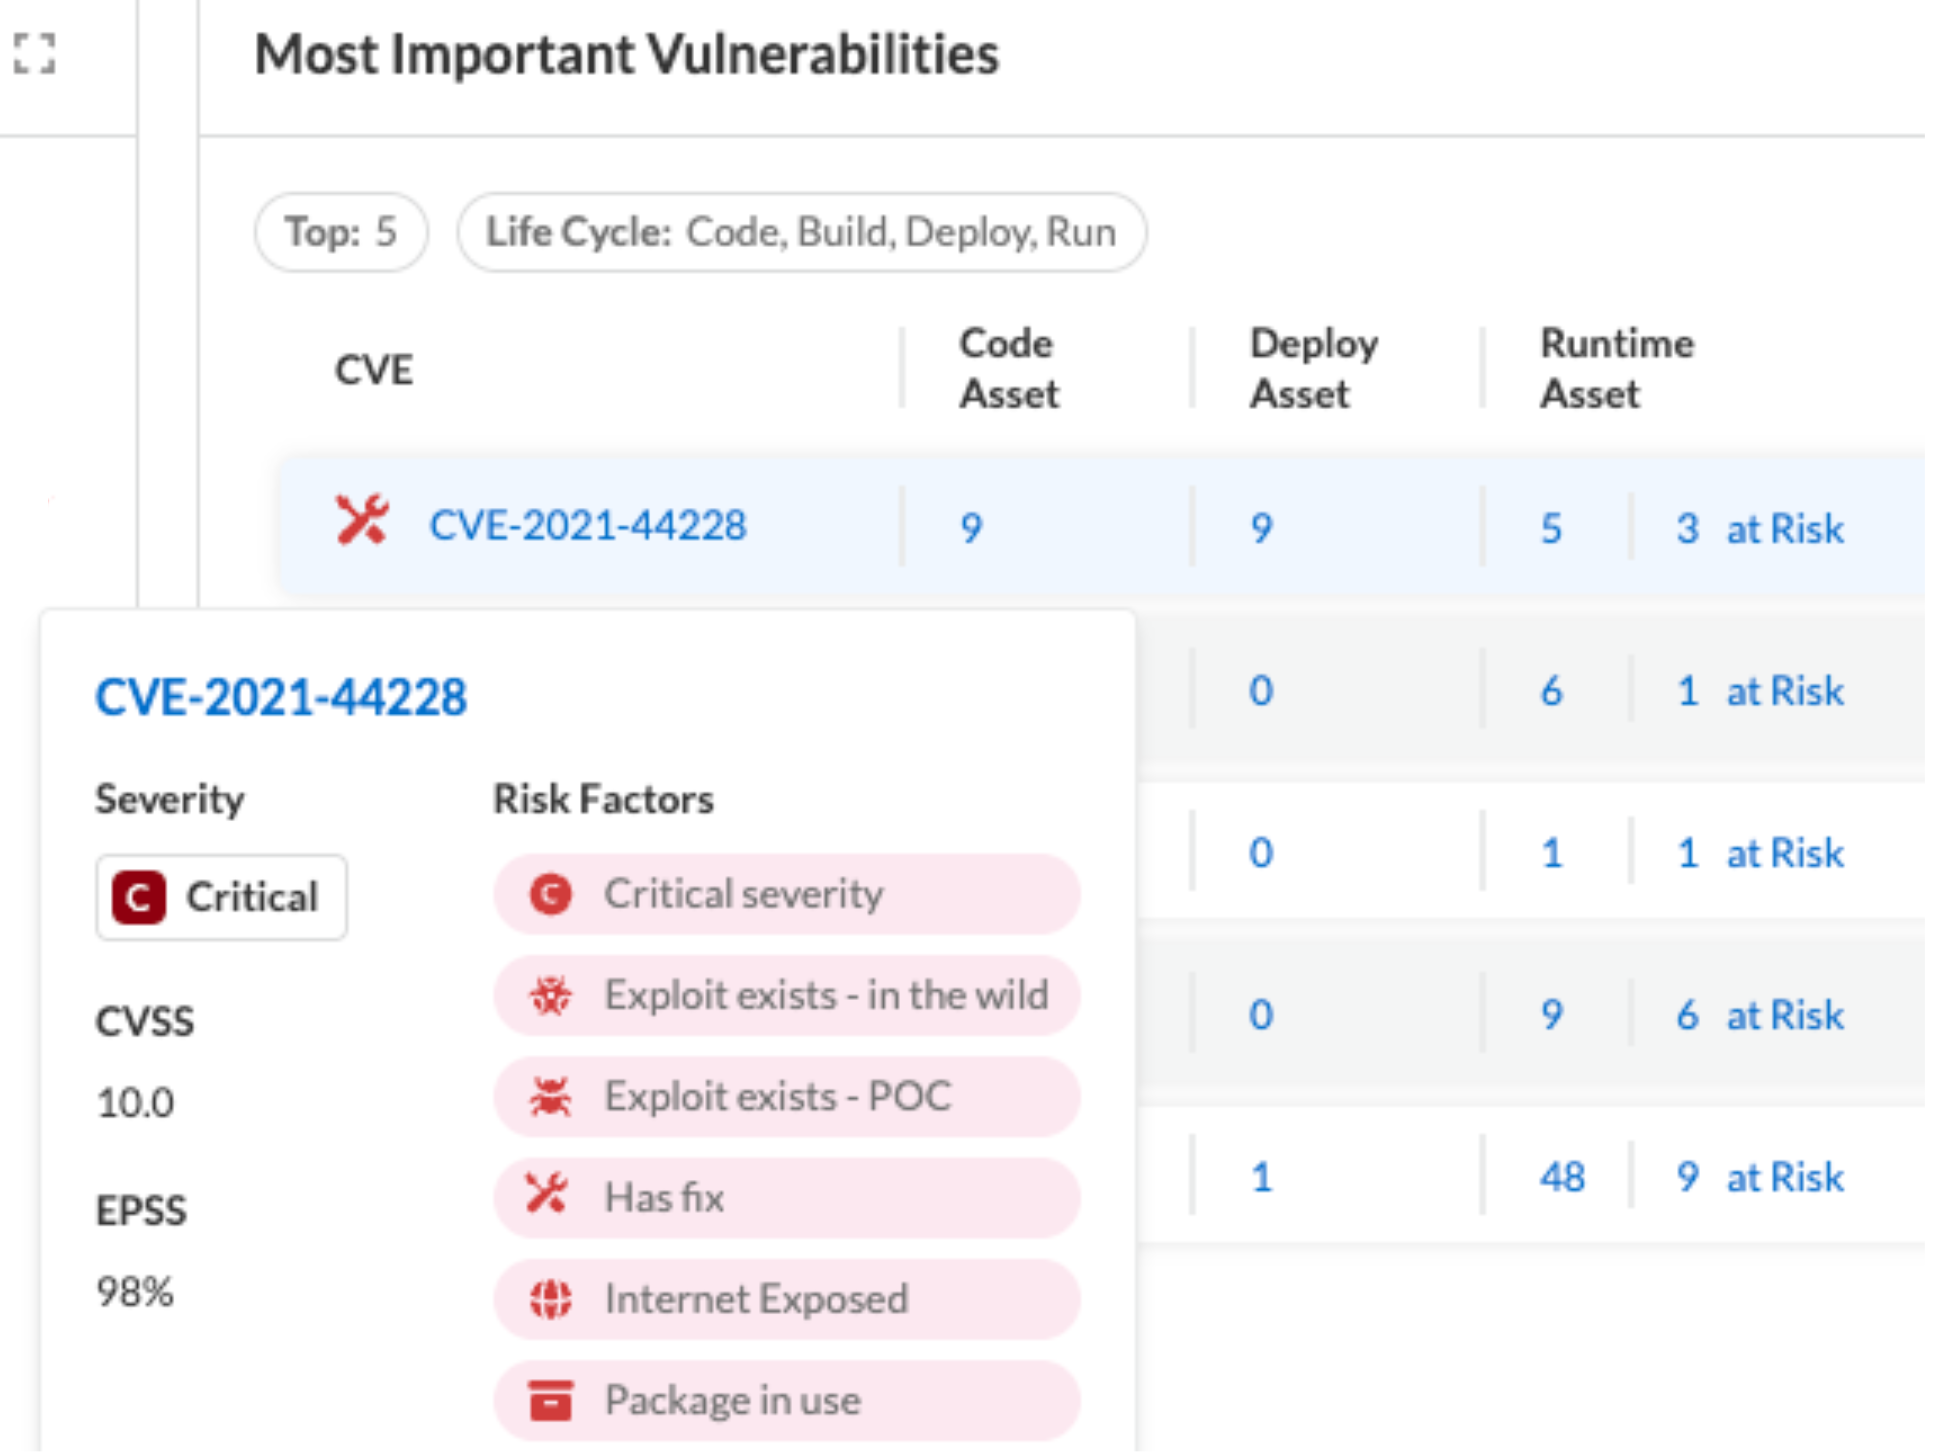 Most Important Vulnerabilities
Top: 5 Life Cycle: Code, Build, Deploy, Run
CVE Code Asset Deploy Asset Runtime Asset
CVE-2021-44228 9 9 5 3 at Risk
0 6 1 at Risk
0 1 1 at Risk
0 9 6 at Risk
1 48 9 at Risk
CVE-2021-44228
Severity
C Critical
CVSS
10.0
EPSS
98%
Risk Factors
C Critical severity
Exploit exists - in the wild
Exploit exists - POC
Has fix
Internet Exposed
Package in use